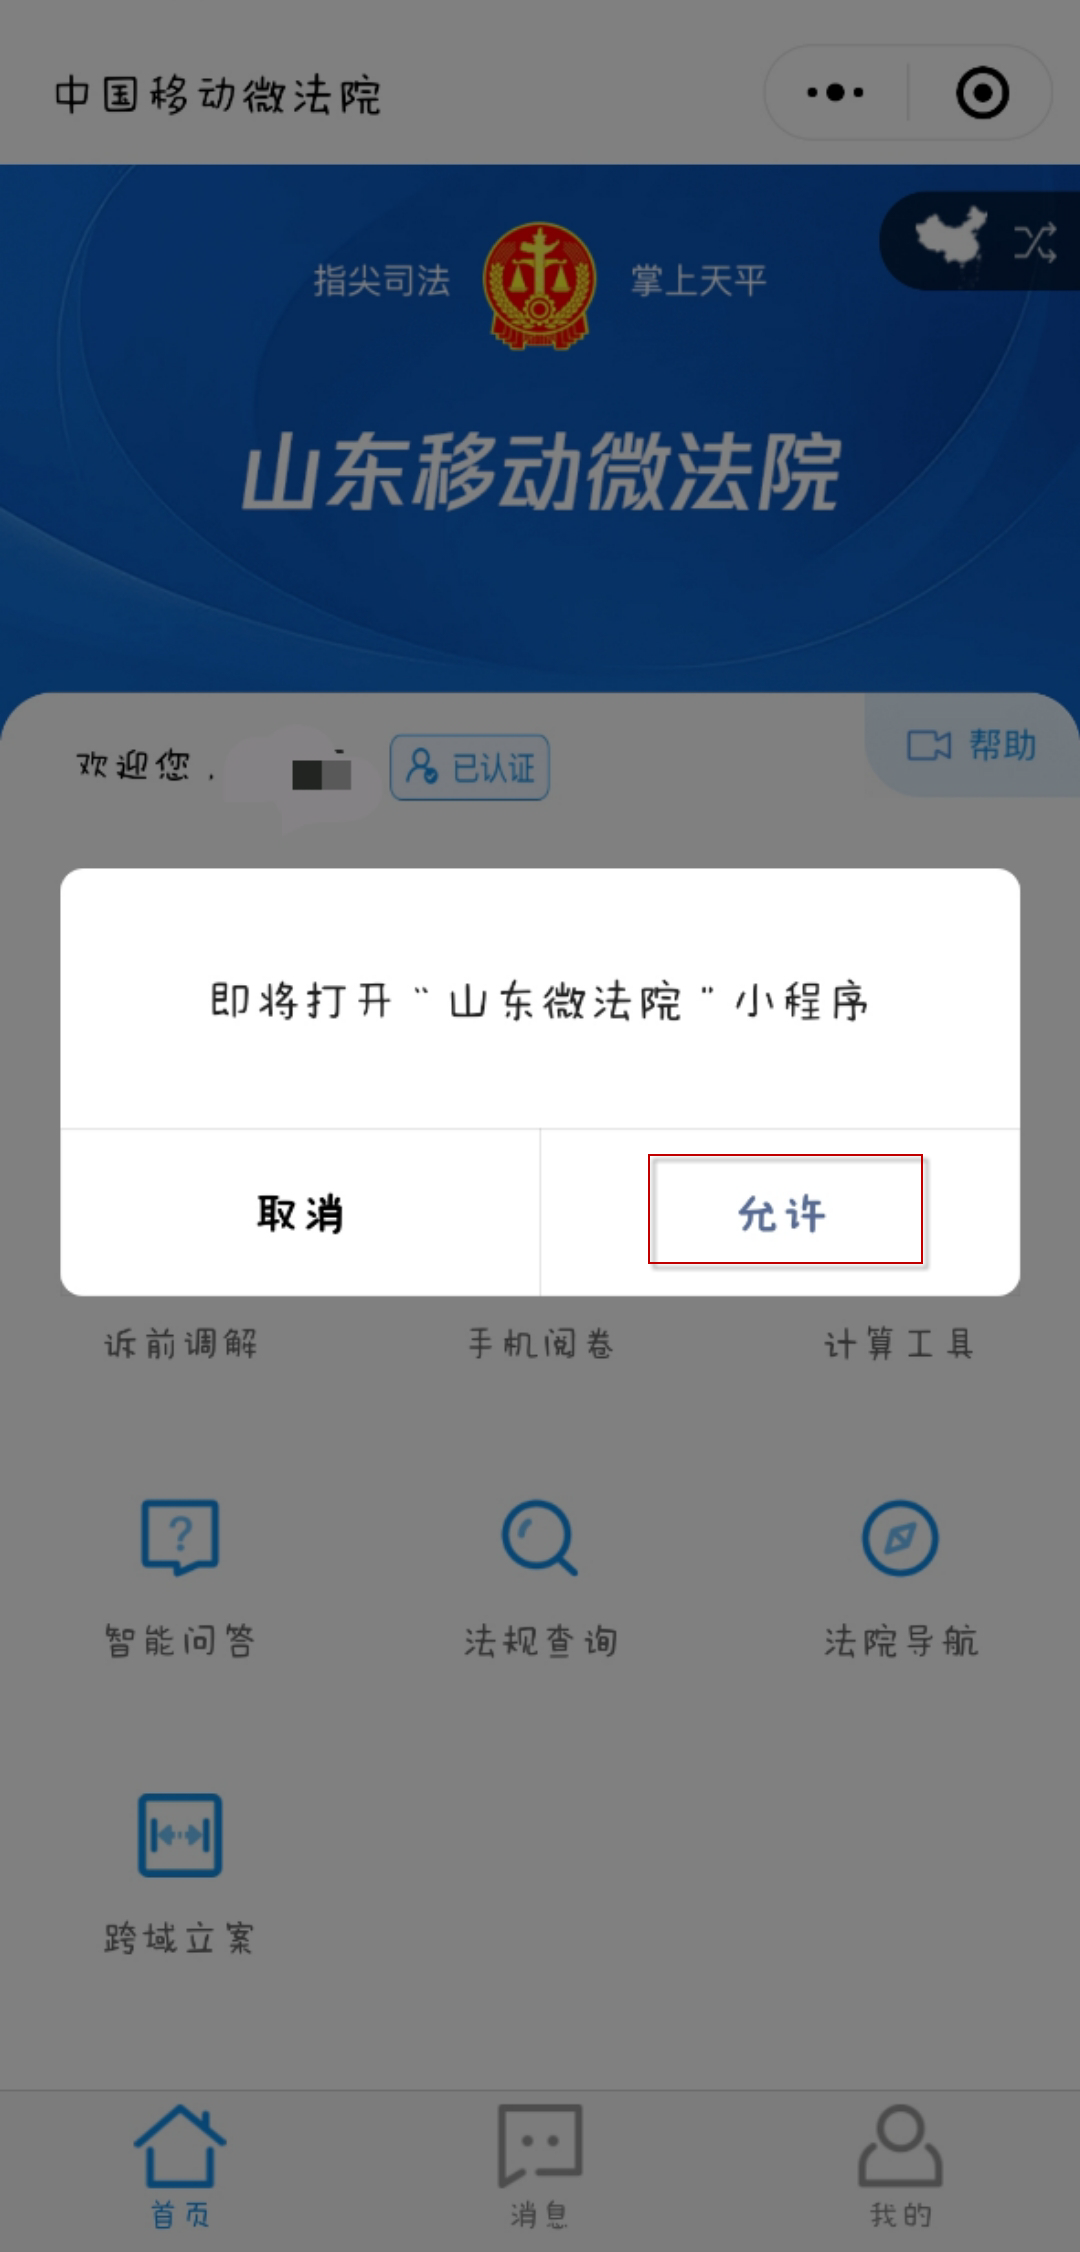 中国移动微法院
指尖司法 掌上天平
山东移动微法院
欢迎您，
已认证
帮助
即将打开“山东微法院”小程序
取消 允许
诉前调解 手机阅卷 计算工具
智能问答 法规查询 法院导航
跨域立案
首页 消息 我的